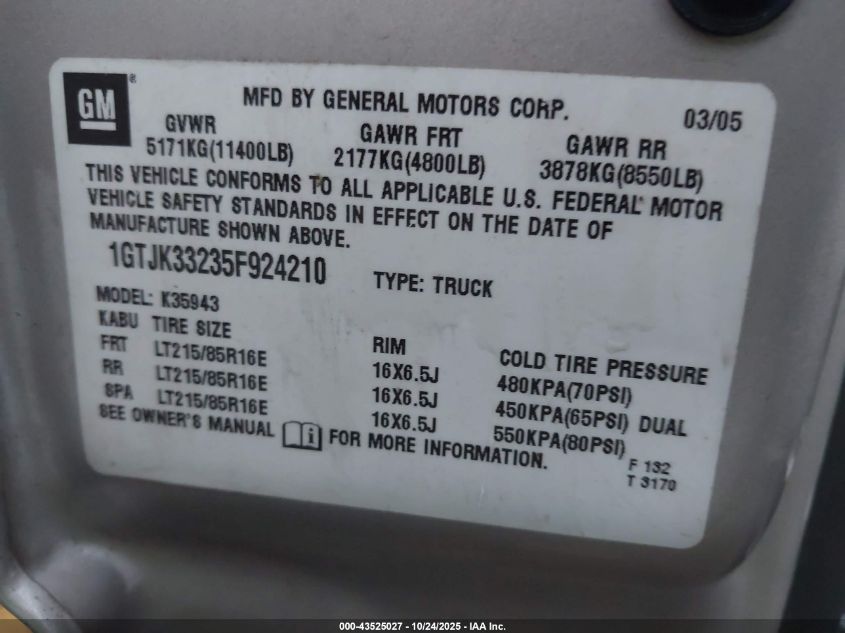 GM ®
MFD BY GENERAL MOTORS CORP. 03/05
GVWR GAWR FRT GAWR RR
5171KG(11400LB) 2177KG(4800LB) 3878KG(8550LB)
THIS VEHICLE CONFORMS TO ALL APPLICABLE U.S. FEDERAL MOTOR
VEHICLE SAFETY STANDARDS IN EFFECT ON THE DATE OF
MANUFACTURE SHOWN ABOVE.
1GTJK33235F924210 TYPE: TRUCK
MODEL: K35943
KABU TIRE SIZE RIM COLD TIRE PRESSURE
FRT LT215/85R16E 16X6.5J 480KPA(70PSI)
RR LT215/85R16E 16X6.5J 450KPA(65PSI) DUAL
SPA LT215/85R16E 16X6.5J 550KPA(80PSI)
SEE OWNER'S MANUAL i FOR MORE INFORMATION.
F 132
T 3170
000-43525027 - 10/24/2025 - IAA Inc.